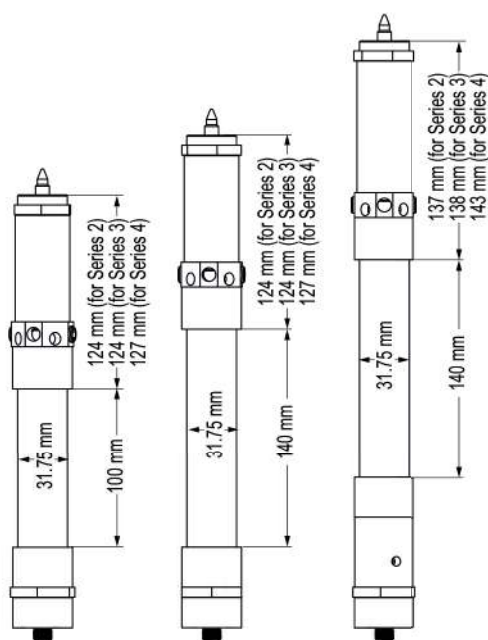 124 mm (for Series 2)
124 mm (for Series 3)
127 mm (for Series 4)
31.75 mm
100 mm
124 mm (for Series 2)
124 mm (for Series 3)
127 mm (for Series 4)
31.75 mm
140 mm
137 mm (for Series 2)
138 mm (for Series 3)
143 mm (for Series 4)
31.75 mm
140 mm